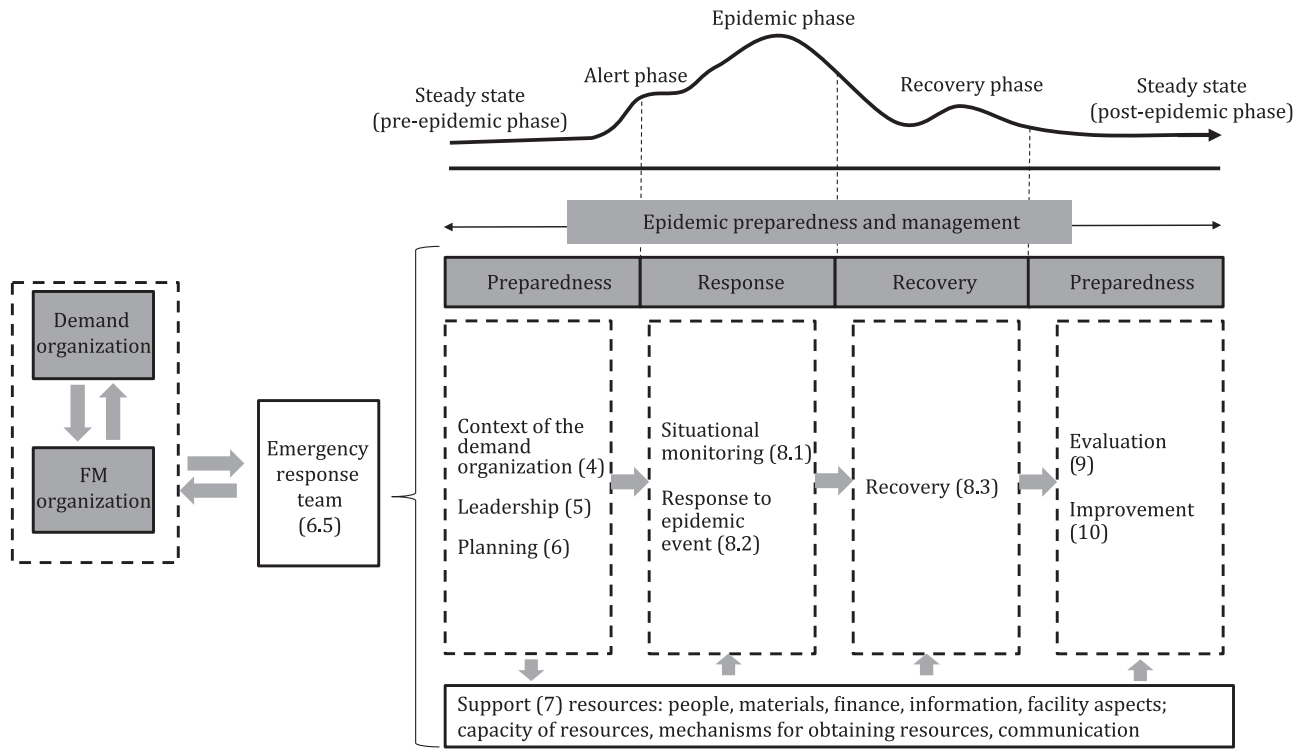 Epidemic phase
Alert phase
Recovery phase
Steady state
(pre-epidemic phase)
Steady state
(post-epidemic phase)
Epidemic preparedness and management
Preparedness
Response
Recovery
Preparedness
Demand
organization
FM
organization
Emergency
response
team
(6.5)
Context of the
demand
organization (4)
Leadership (5)
Planning (6)
Situational
monitoring (8.1)
Response to
epidemic
event (8.2)
Recovery (8.3)
Evaluation
(9)
Improvement
(10)
Support (7) resources: people, materials, finance, information, facility aspects;
capacity of resources, mechanisms for obtaining resources, communication